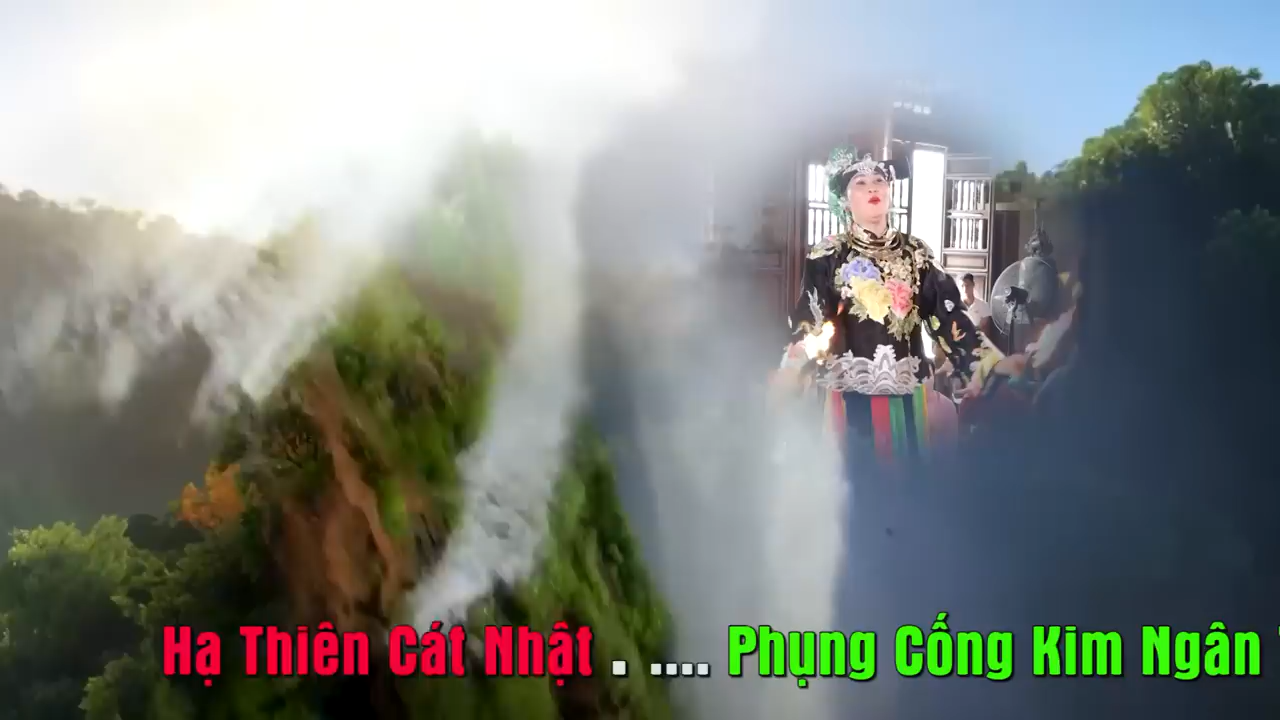 Hạ Thiên Cát Nhật . .... Phụng Cống Kim Ngân